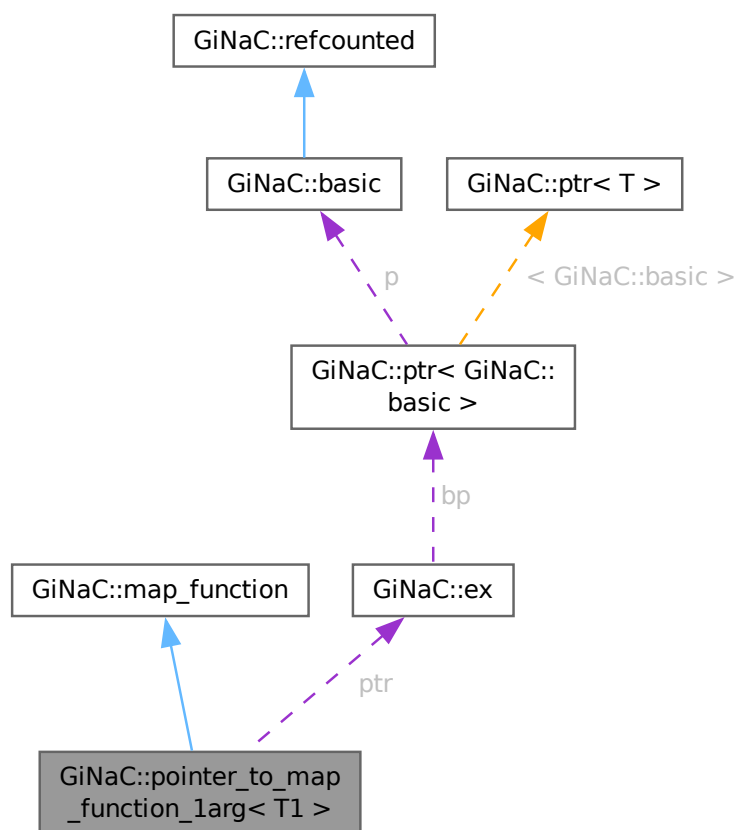 GiNaC::refcounted
GiNaC::basic
GiNaC::ptr< T >
p
< GiNaC::basic >
GiNaC::ptr< GiNaC::
basic >
bp
GiNaC::map_function
GiNaC::ex
ptr
GiNaC::pointer_to_map
_function_1arg< T1 >